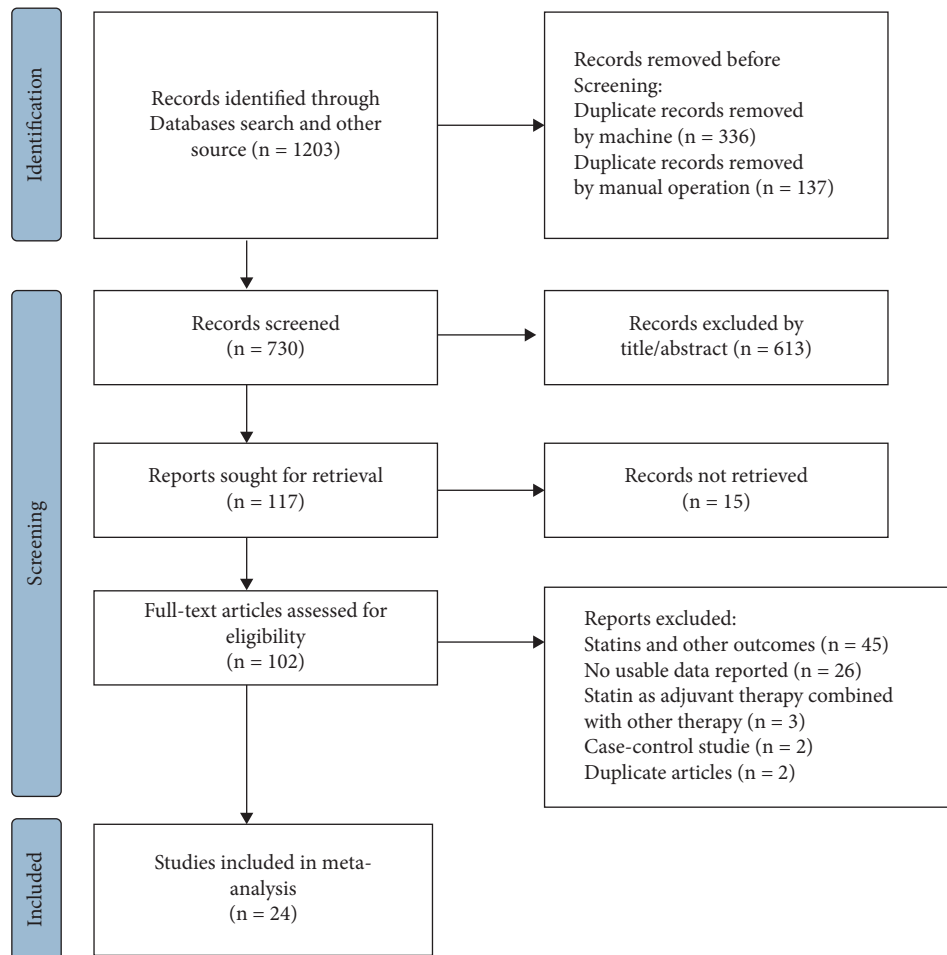 Identification
Records identified through
Databases search and other
source (n = 1203)
Records removed before
Screening:
Duplicate records removed
by machine (n = 336)
Duplicate records removed
by manual operation (n = 137)
Screening
Records screened
(n = 730)
Records excluded by
title/abstract (n = 613)
Reports sought for retrieval
(n = 117)
Records not retrieved
(n = 15)
Full-text articles assessed for
eligibility
(n = 102)
Reports excluded:
Statins and other outcomes (n = 45)
No usable data reported (n = 26)
Statin as adjuvant therapy combined
with other therapy (n = 3)
Case-control studie (n = 2)
Duplicate articles (n = 2)
Included
Studies included in meta-
analysis
(n = 24)